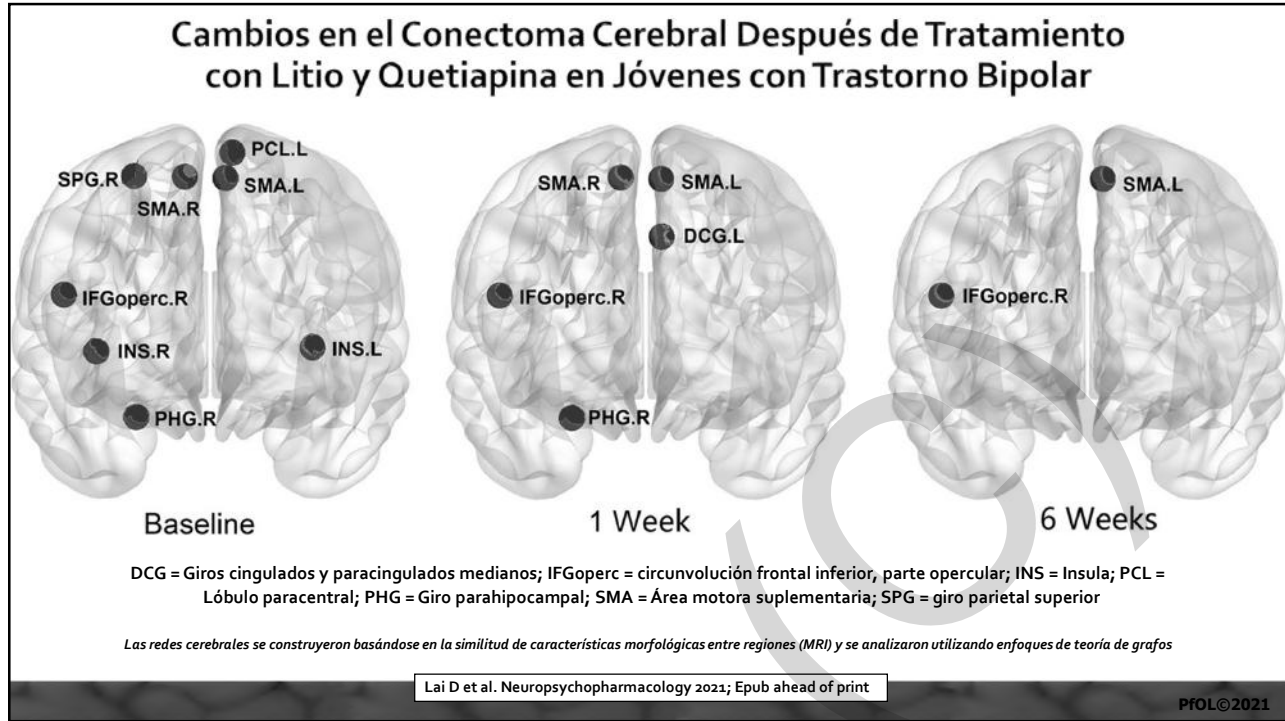 Cambios en el Conectoma Cerebral Después de Tratamiento
con Litio y Quetiapina en Jóvenes con Trastorno Bipolar
PCL.L
SPG.R
SMA.L
SMA.R
IFGoperc.R
INS.R
INS.L
PHG.R
Baseline
SMA.R
SMA.L
DCG.L
IFGoperc.R
PHG.R
1 Week
SMA.L
IFGoperc.R
6 Weeks
DCG = Giros cingulados y paracingulados medianos; IFGoperc = circunvolución frontal inferior, parte opercular; INS = Insula; PCL =
Lóbulo paracentral; PHG = Giro parahipocampal; SMA = Área motora suplementaria; SPG = giro parietal superior
Las redes cerebrales se construyeron basándose en la similitud de características morfológicas entre regiones (MRI) y se analizaron utilizando enfoques de teoría de grafos
Lai D et al. Neuropsychopharmacology 2021; Epub ahead of print
PfOL©2021